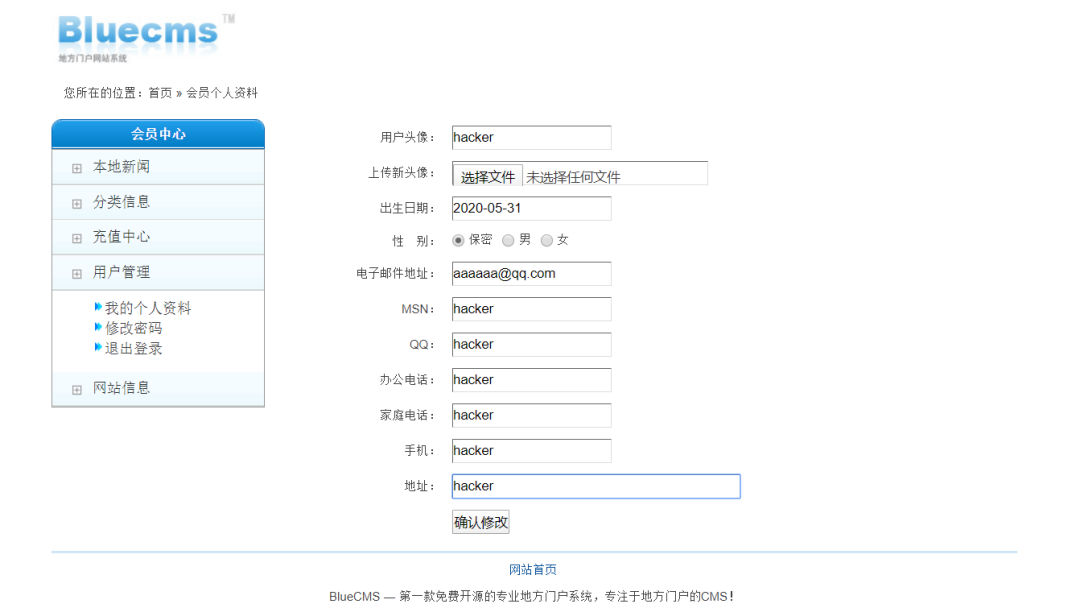 Bluecms TM
地方门户网站系统
您所在的位置：首页 » 会员个人资料
会员中心
本地新闻
分类信息
充值中心
用户管理
我的个人资料
修改密码
退出登录
网站信息
用户头像： hacker
上传新头像： 选择文件 未选择任何文件
出生日期： 2020-05-31
性 别： 保密 男 女
电子邮件地址： aaaaaa@qq.com
MSN： hacker
QQ： hacker
办公电话： hacker
家庭电话： hacker
手机： hacker
地址： hacker
确认修改
网站首页
BlueCMS — 第一款免费开源的专业地方门户系统，专注于地方门户的CMS！